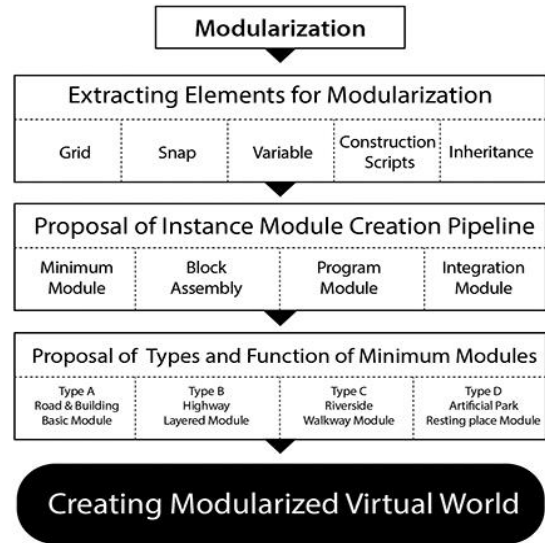 Modularization
Extracting Elements for Modularization
Grid
Snap
Variable
Construction
Scripts
Inheritance
Proposal of Instance Module Creation Pipeline
Minimum
Module
Block
Assembly
Program
Module
Integration
Module
Proposal of Types and Function of Minimum Modules
Type A
Road & Building
Basic Module
Type B
Highway
Layered Module
Type C
Riverside
Walkway Module
Type D
Artificial Park
Resting place Module
Creating Modularized Virtual World